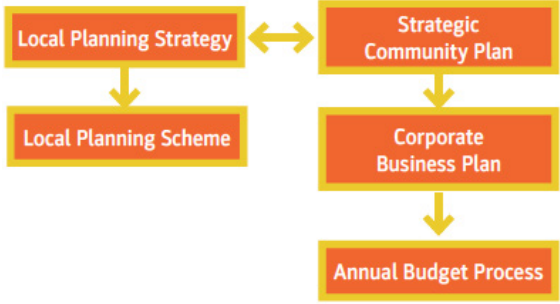 Local Planning Strategy
Strategic
Community Plan
Local Planning Scheme
Corporate
Business Plan
Annual Budget Process